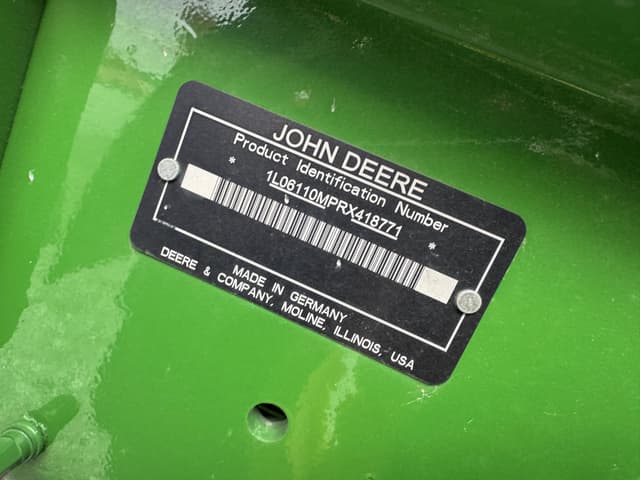 JOHN DEERE
Product Identification Number
* 1L06110MPRX418771 *
MADE IN GERMANY
DEERE & COMPANY, MOLINE, ILLINOIS, USA